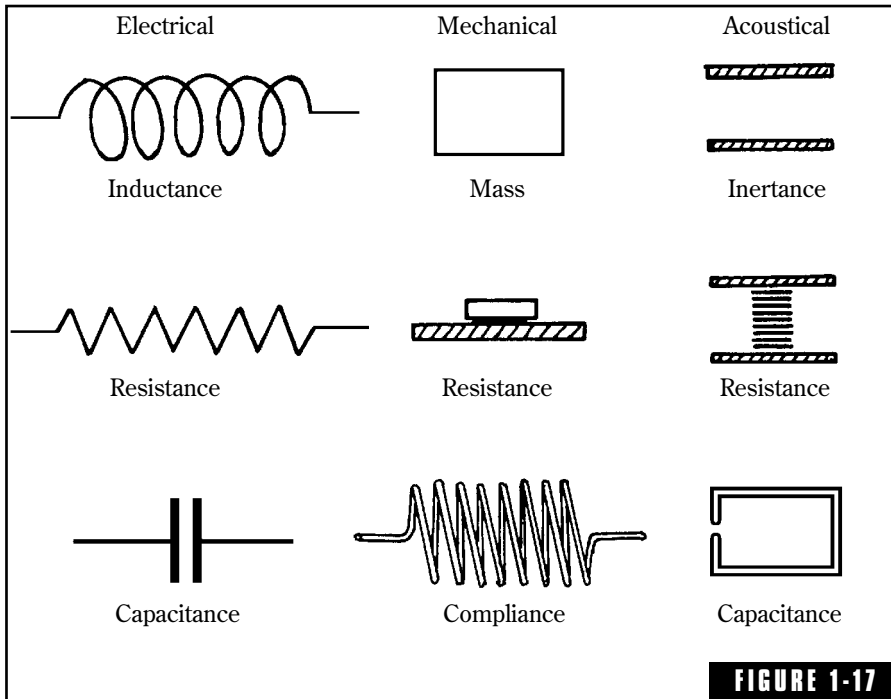 Electrical Mechanical Acoustical
Inductance Mass Inertance
Resistance Resistance Resistance
Capacitance Compliance Capacitance
FIGURE 1-17